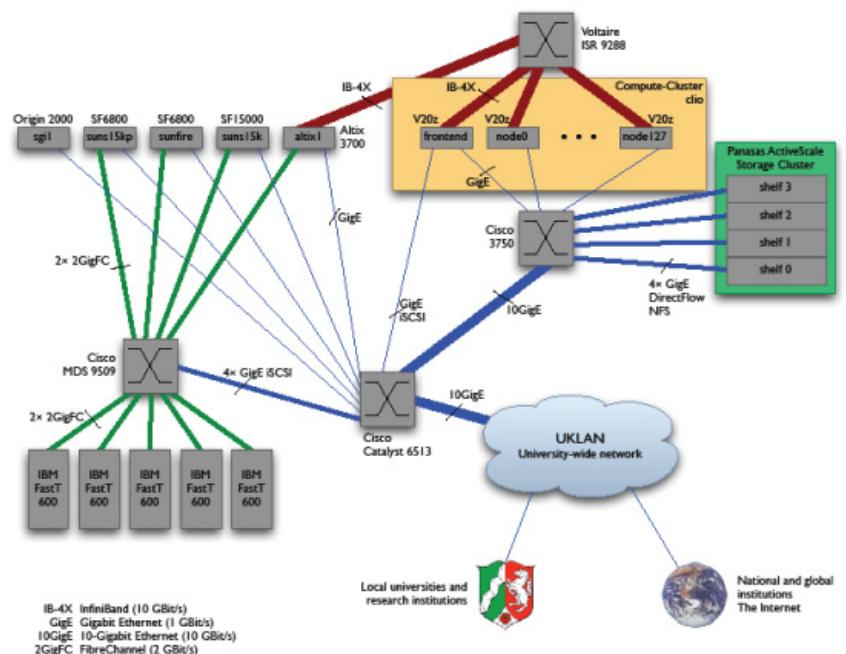 Voltaire
ISR 9288
IB-4X
IB-4X
Compute-Cluster
clio
Origin 2000
SF6800
SF6800
SF15000
V20z
V20z
V20z
sgi1
suns15kp
sunfire
suns15k
altix1
Altix
3700
frontend
node0
• • •
node127
Panasas ActiveScale
Storage Cluster
shelf 3
shelf 2
shelf 1
shelf 0
GigE
GigE
Cisco
3750
2x 2GigFC
4x GigE
DirectFlow
NFS
GigE
iSCSI
10GigE
Cisco
MDS 9509
4x GigE iSCSI
10GigE
2x 2GigFC
Cisco
Catalyst 6513
UKLAN
University-wide network
IBM
FastT
600
IBM
FastT
600
IBM
FastT
600
IBM
FastT
600
IBM
FastT
600
Local universities and
research institutions
National and global
institutions
The Internet
IB-4X InfiniBand (10 GBit/s)
GigE Gigabit Ethernet (1 GBit/s)
10GigE 10-Gigabit Ethernet (10 GBit/s)
2GigFC FibreChannel (2 GBit/s)